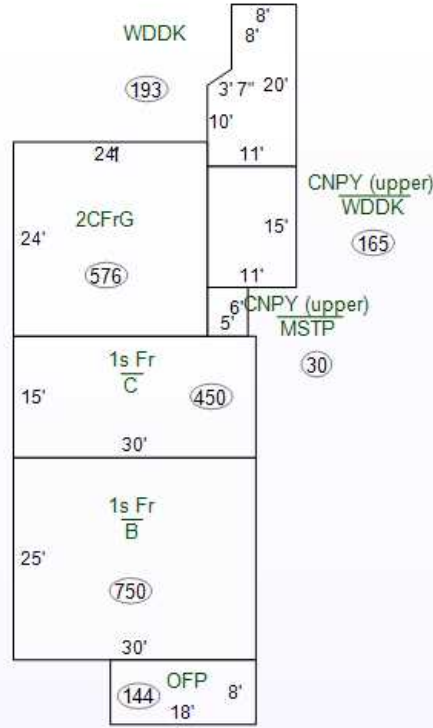 8'
WDDK
8'
193
3' 7"
20'
10'
24'
11'
CNPY (upper)
WDDK
2CFrG
15'
24'
165
576
11'
6'
CNPY (upper)
5'
MSTP
1s Fr
30
C
15'
450
30'
1s Fr
B
25'
750
30'
OFP
144
8'
18'